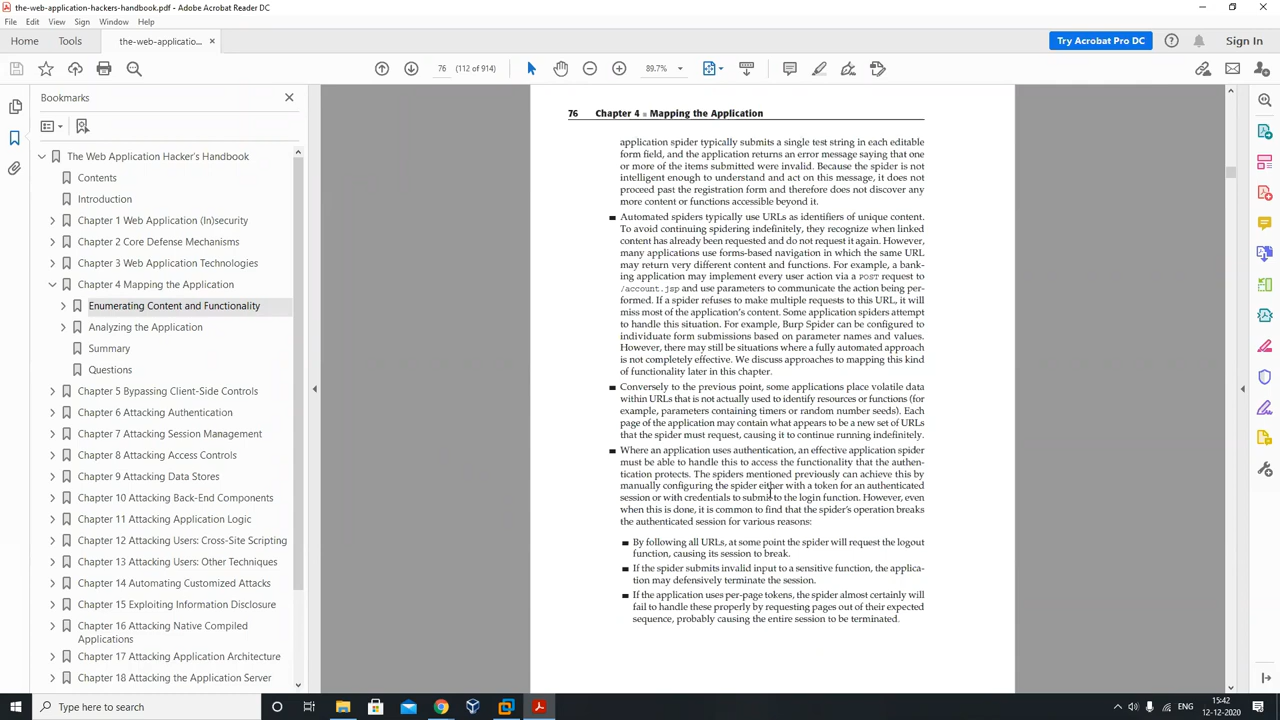 the-web-application-hackers-handbook.pdf - Adobe Acrobat Reader DC
File Edit View Sign Window Help
Home Tools the-web-applicatio... × Try Acrobat Pro DC Sign In
76 (112 of 914) 89.7%
Bookmarks
The Web Application Hacker's Handbook
Contents
Introduction
Chapter 1 Web Application (In)security
Chapter 2 Core Defense Mechanisms
Chapter 3 Web Application Technologies
Chapter 4 Mapping the Application
Enumerating Content and Functionality
Analyzing the Application
Summary
Questions
Chapter 5 Bypassing Client-Side Controls
Chapter 6 Attacking Authentication
Chapter 7 Attacking Session Management
Chapter 8 Attacking Access Controls
Chapter 9 Attacking Data Stores
Chapter 10 Attacking Back-End Components
Chapter 11 Attacking Application Logic
Chapter 12 Attacking Users: Cross-Site Scripting
Chapter 13 Attacking Users: Other Techniques
Chapter 14 Automating Customized Attacks
Chapter 15 Exploiting Information Disclosure
Chapter 16 Attacking Native Compiled
Applications
Chapter 17 Attacking Application Architecture
Chapter 18 Attacking the Application Server
76 Chapter 4 ■ Mapping the Application
application spider typically submits a single test string in each editable
form field, and the application returns an error message saying that one
or more of the items submitted were invalid. Because the spider is not
intelligent enough to understand and act on this message, it does not
proceed past the registration form and therefore does not discover any
more content or functions accessible beyond it.
■ Automated spiders typically use URLs as identifiers of unique content.
To avoid continuing spidering indefinitely, they recognize when linked
content has already been requested and do not request it again. However,
many applications use forms-based navigation in which the same URL
may return very different content and functions. For example, a bank-
ing application may implement every user action via a POST request to
/account.jsp and use parameters to communicate the action being per-
formed. If a spider refuses to make multiple requests to this URL, it will
miss most of the application's content. Some application spiders attempt
to handle this situation. For example, Burp Spider can be configured to
individuate form submissions based on parameter names and values.
However, there may still be situations where a fully automated approach
is not completely effective. We discuss approaches to mapping this kind
of functionality later in this chapter.
■ Conversely to the previous point, some applications place volatile data
within URLs that is not actually used to identify resources or functions (for
example, parameters containing timers or random number seeds). Each
page of the application may contain what appears to be a new set of URLs
that the spider must request, causing it to continue running indefinitely.
■ Where an application uses authentication, an effective application spider
must be able to handle this to access the functionality that the authen-
tication protects. The spiders mentioned previously can achieve this by
manually configuring the spider either with a token for an authenticated
session or with credentials to submit to the login function. However, even
when this is done, it is common to find that the spider's operation breaks
the authenticated session for various reasons:
■ By following all URLs, at some point the spider will request the logout
function, causing its session to break.
■ If the spider submits invalid input to a sensitive function, the applica-
tion may defensively terminate the session.
■ If the application uses per-page tokens, the spider almost certainly will
fail to handle these properly by requesting pages out of their expected
sequence, probably causing the entire session to be terminated.
Type here to search
15:42
12-12-2020